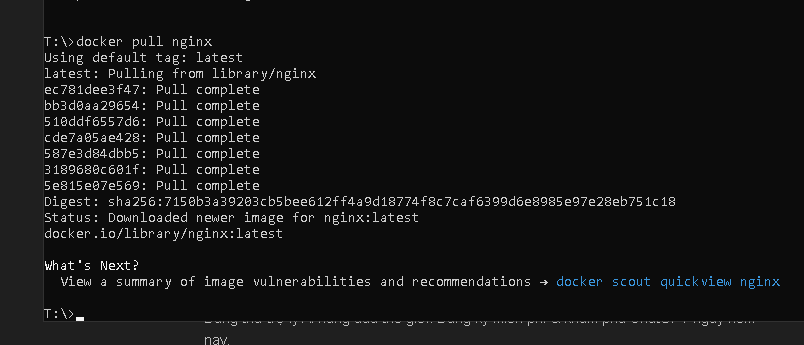 T:\>docker pull nginx
Using default tag: latest
latest: Pulling from library/nginx
ec781dee3f47: Pull complete
bb3d0aa29654: Pull complete
510ddf6557d6: Pull complete
cde7a05ae428: Pull complete
587e3d84dbb5: Pull complete
3189680c601f: Pull complete
5e815e07e569: Pull complete
Digest: sha256:7150b3a39203cb5bee612ff4a9d18774f8c7caf6399d6e8985e97e28eb751c18
Status: Downloaded newer image for nginx:latest
docker.io/library/nginx:latest
What's Next?
View a summary of image vulnerabilities and recommendations → docker scout quickview nginx
T:\>
nay.